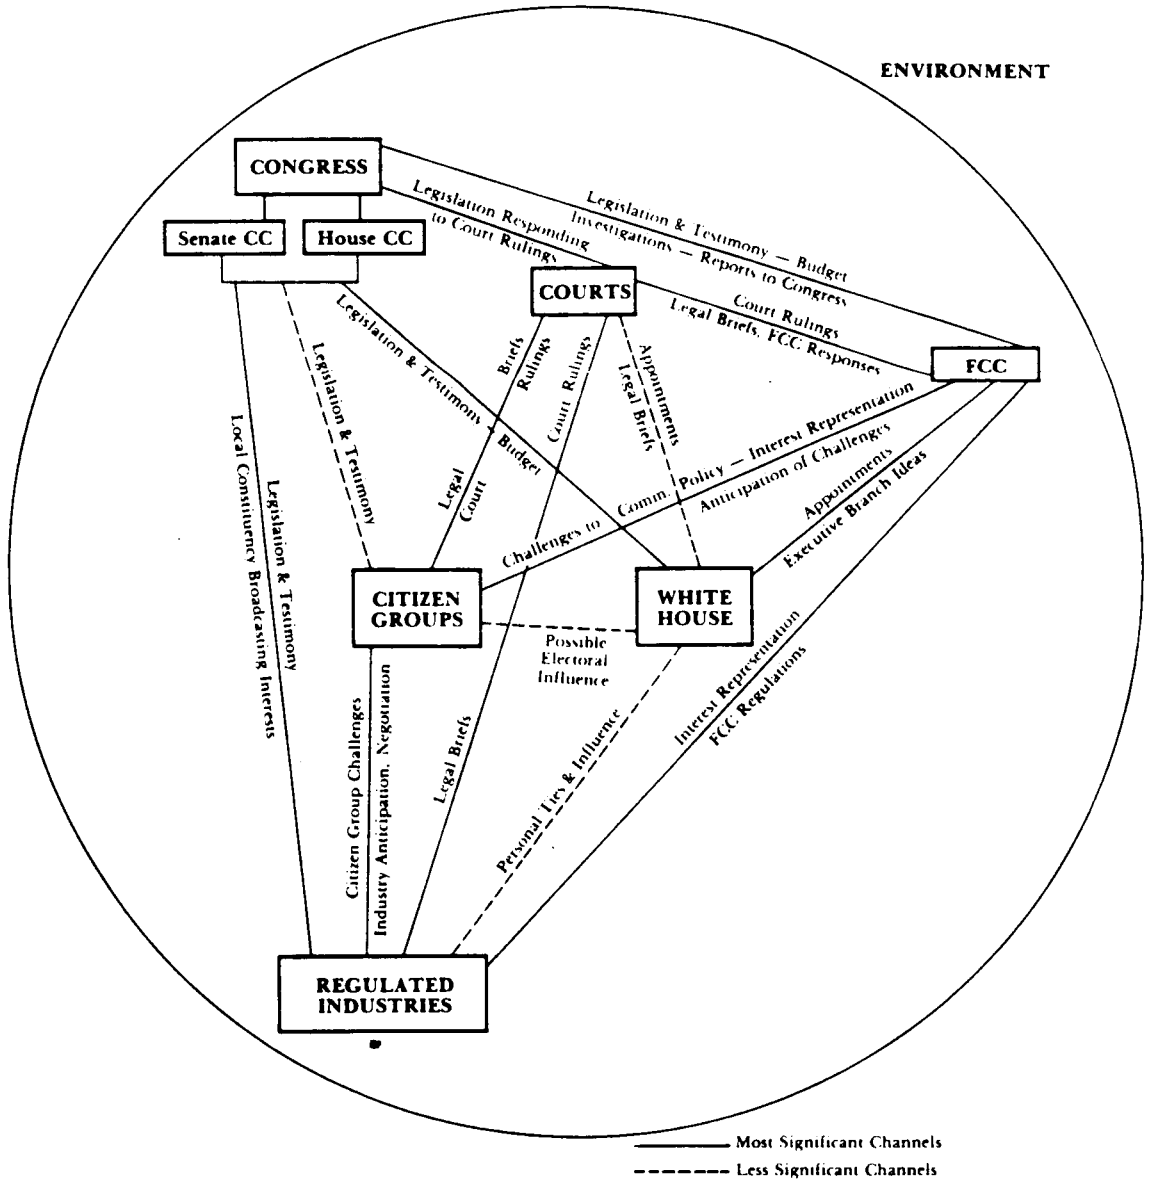 ENVIRONMENT
CONGRESS
Senate CC
House CC
Legislation & Testimony — Budget
Investigations — Reports to Congress
Legislation Responding
to Court Rulings
COURTS
Court Rulings
Legal Briefs, FCC Responses
FCC
Legislation & Testimony — Budget
Legislation & Testimony
Briefs
Rulings
Legal
Court
Court Rulings
Legal Briefs
Appointments
Legal Briefs
Challenges to Comm. Policy — Interest Representation
Anticipation of Challenges
Appointments
Executive Branch Ideas
Legislation & Testimony
Local Constituency Broadcasting Interests
CITIZEN
GROUPS
WHITE
HOUSE
Possible
Electoral
Influence
Interest Representation
FCC Regulations
Citizen Group Challenges
Industry Anticipation, Negotiation
Personal Ties & Influence
REGULATED
INDUSTRIES
Most Significant Channels
Less Significant Channels